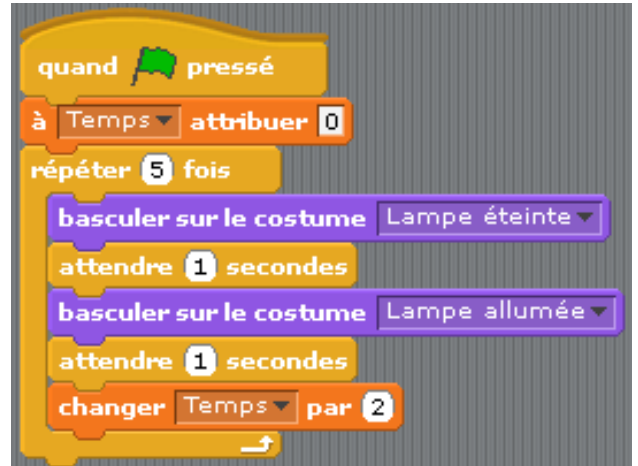 quand pressé
à Temps attribuer 0
répéter 5 fois
basculer sur le costume Lampe éteinte
attendre 1 secondes
basculer sur le costume Lampe allumée
attendre 1 secondes
changer Temps par 2